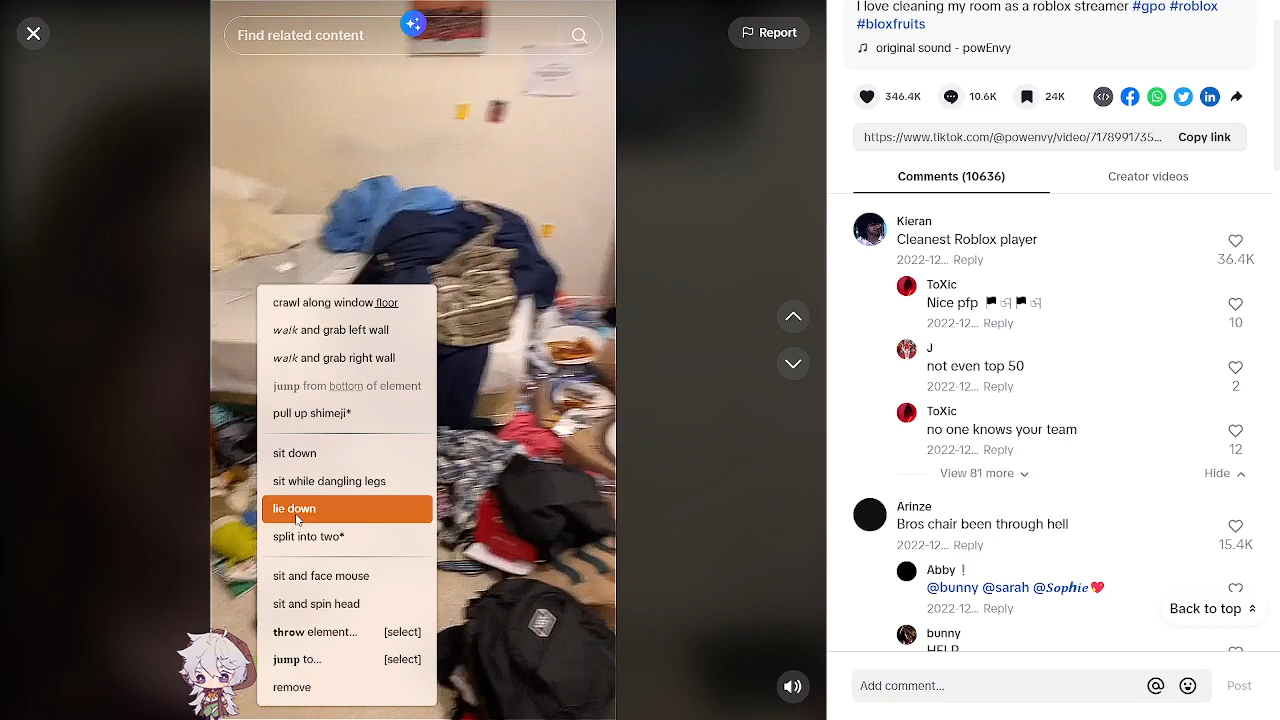 Find related content
Report
crawl along window floor
walk and grab left wall
walk and grab right wall
jump from bottom of element
pull up shimeji*
sit down
sit while dangling legs
lie down
split into two*
sit and face mouse
sit and spin head
throw element... [select]
jump to... [select]
remove
I love cleaning my room as a roblox streamer #gpo #roblox
#bloxfruits
original sound - powEnvy
346.4K 10.6K 24K
https://www.tiktok.com/@powenvy/video/7178991735... Copy link
Comments (10636) Creator videos
Kieran
Cleanest Roblox player
2022-12... Reply 36.4K
ToXic
Nice pfp
2022-12... Reply 10
J
not even top 50
2022-12... Reply 2
ToXic
no one knows your team
2022-12... Reply 12
View 81 more Hide
Arinze
Bros chair been through hell
2022-12... Reply 15.4K
Abby❕
@bunny @sarah @𝑺𝒐𝒑𝒉𝒊𝒆💖
2022-12... Reply
Back to top
bunny
HELP
Add comment... Post